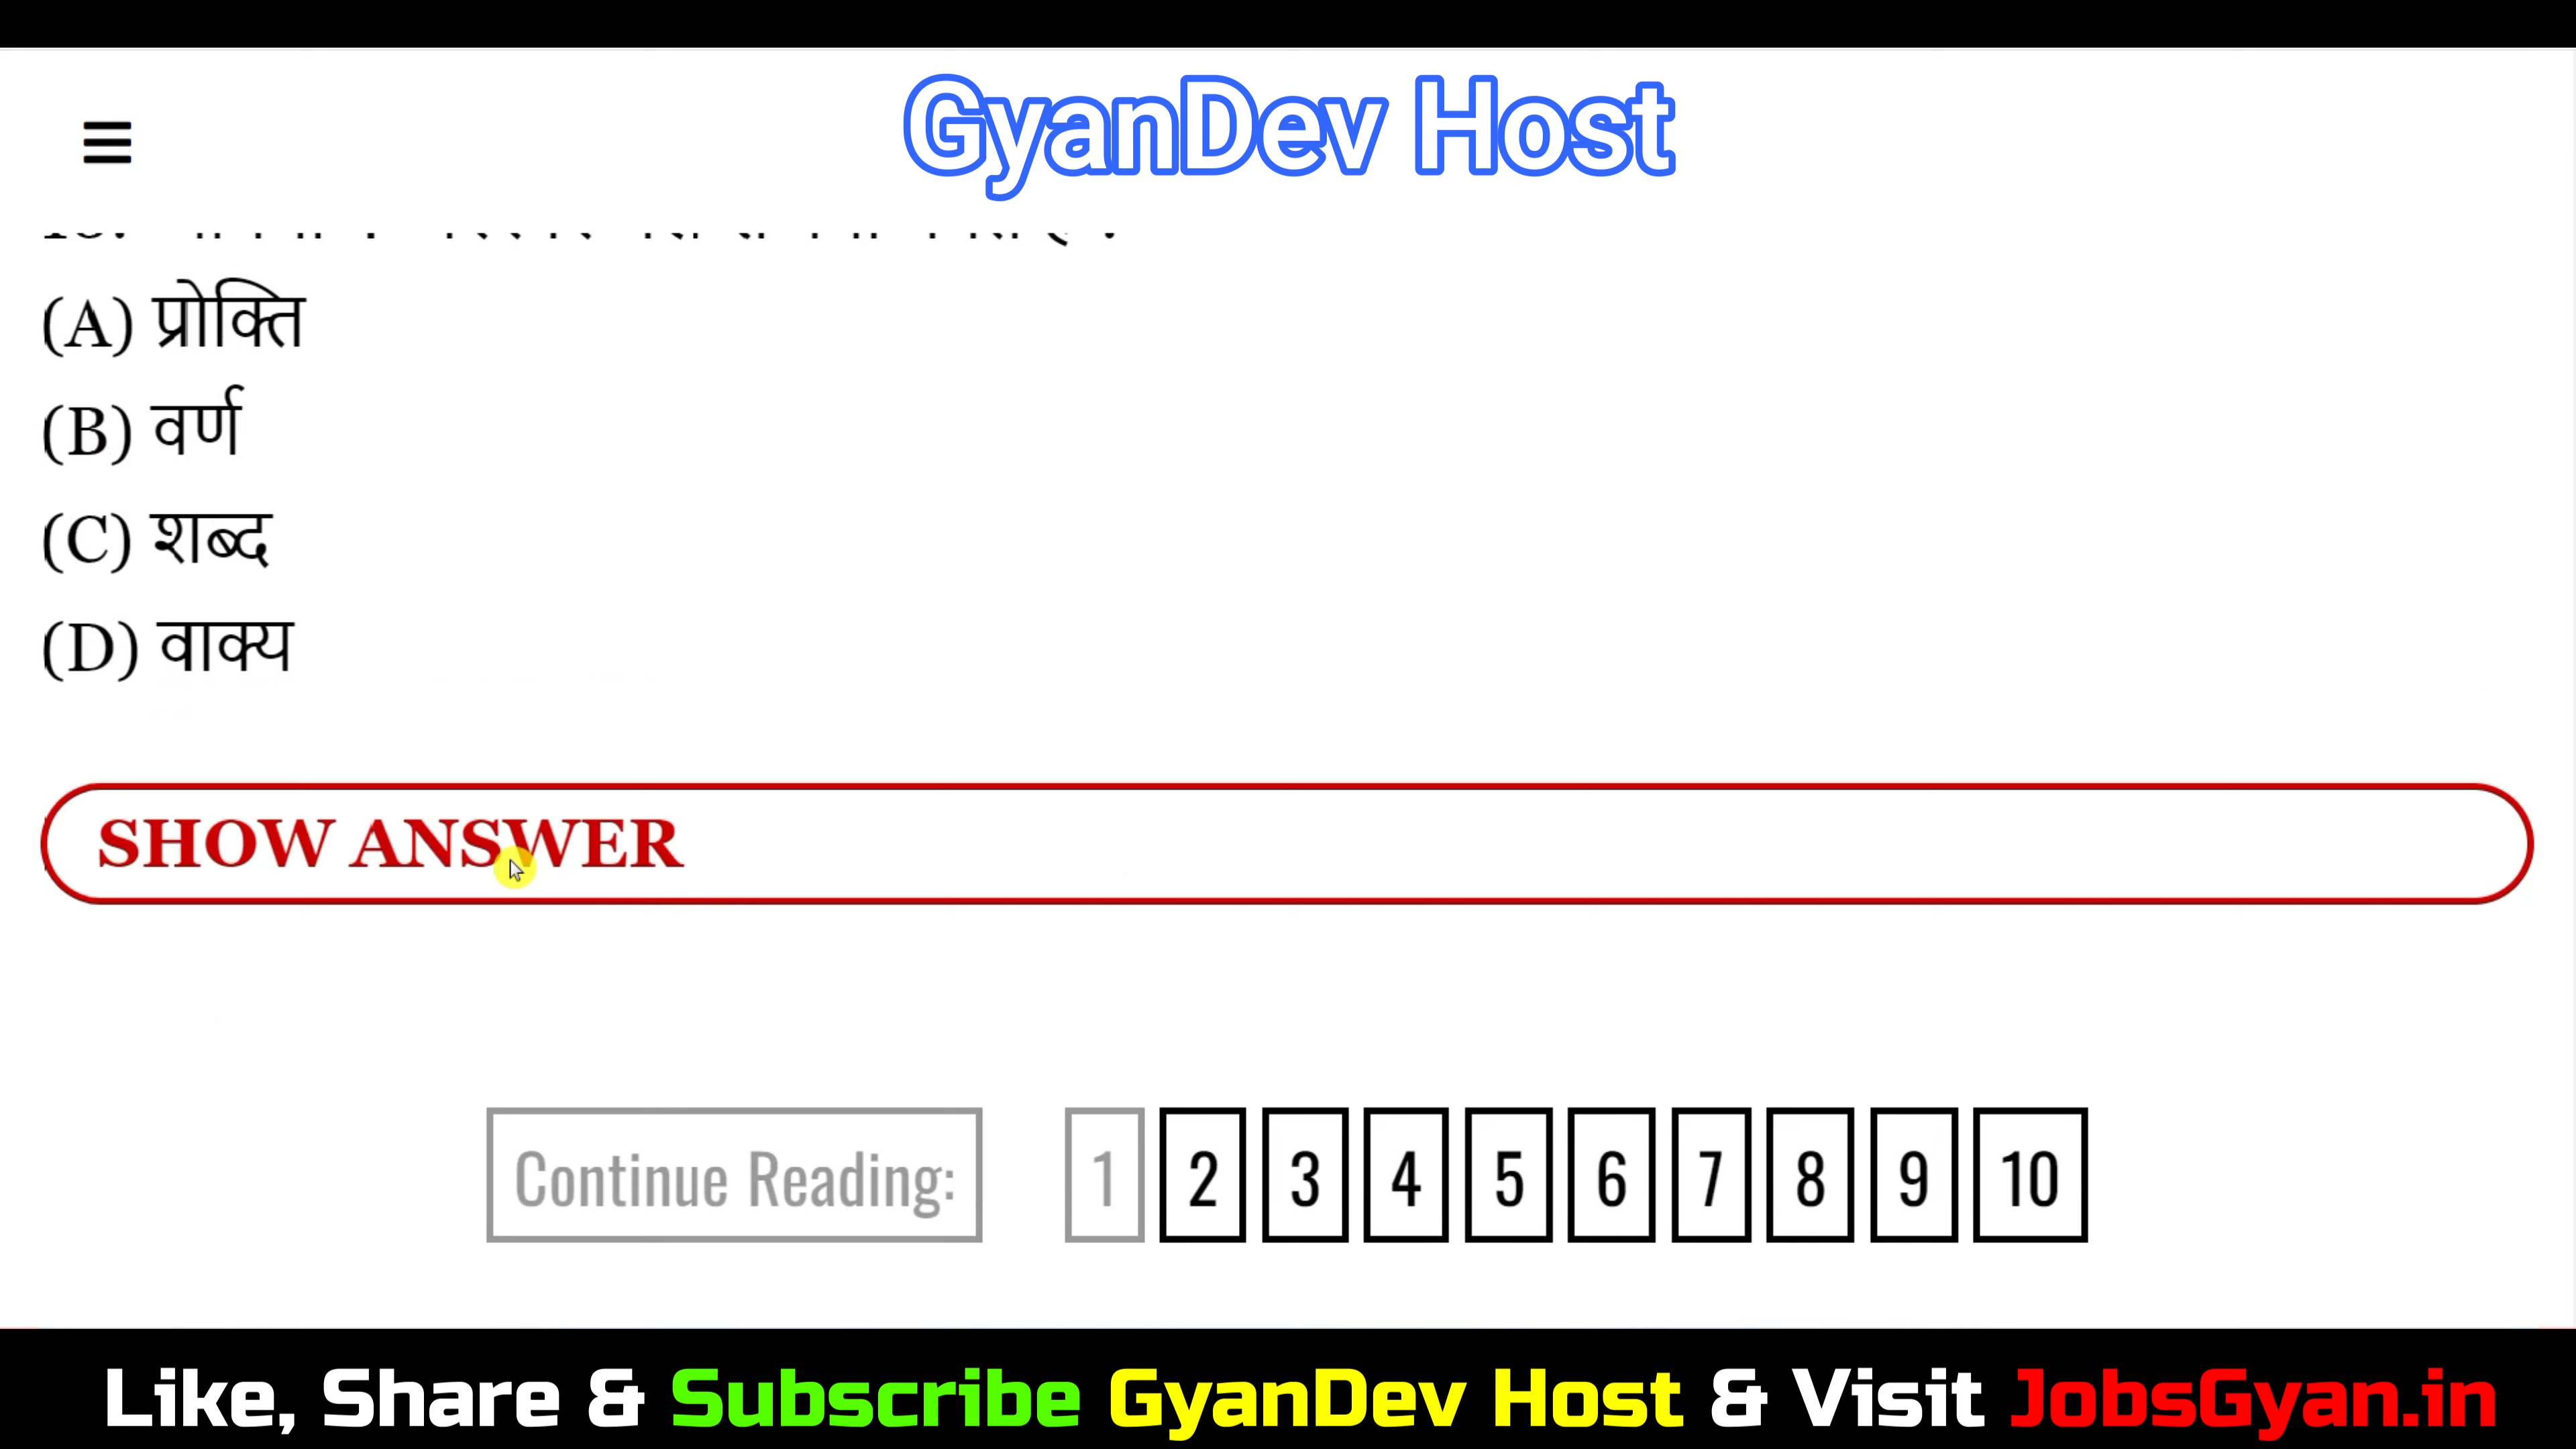 GyanDev Host
(A) प्रोक्ति
(B) वर्ण
(C) शब्द
(D) वाक्य
SHOW ANSWER
Continue Reading: 1 2 3 4 5 6 7 8 9 10
Like, Share & Subscribe GyanDev Host & Visit JobsGyan.in